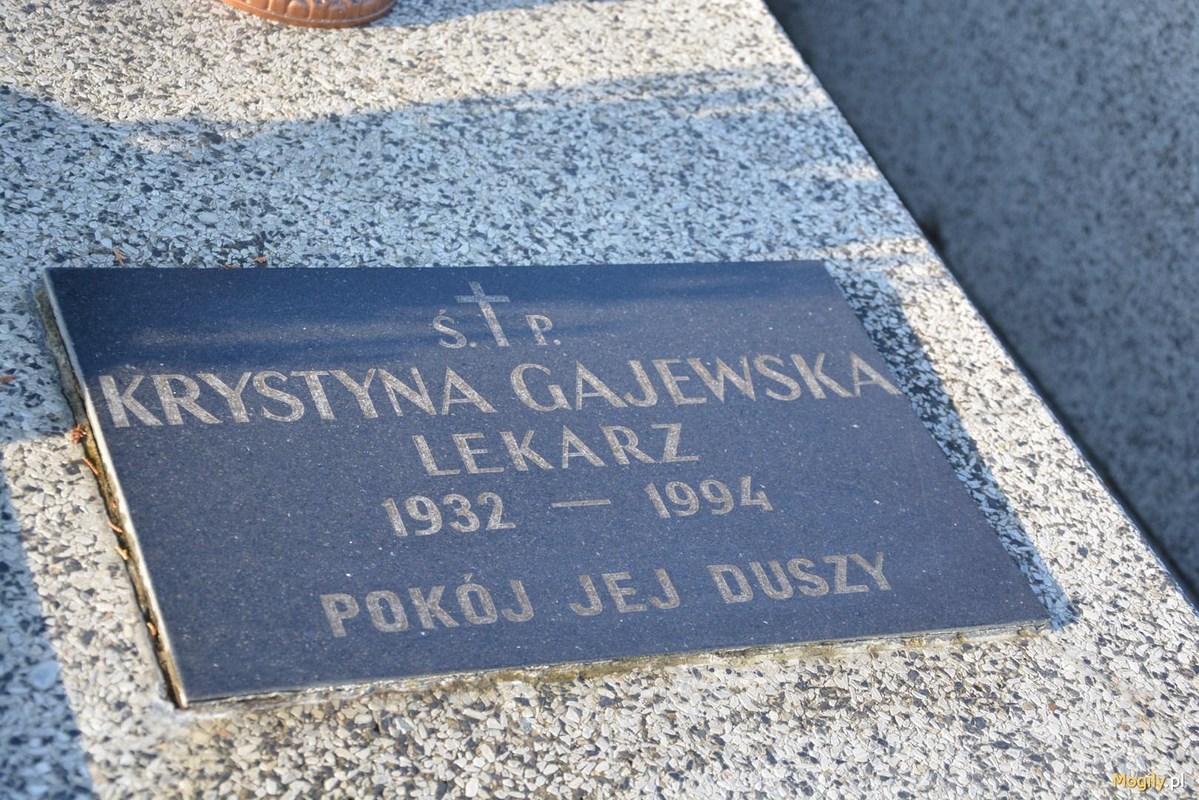 Ś. P.
KRYSTYNA GAJEWSKA
LEKARZ
1932 — 1994
POKÓJ JEJ DUSZY
Mogiły.pl